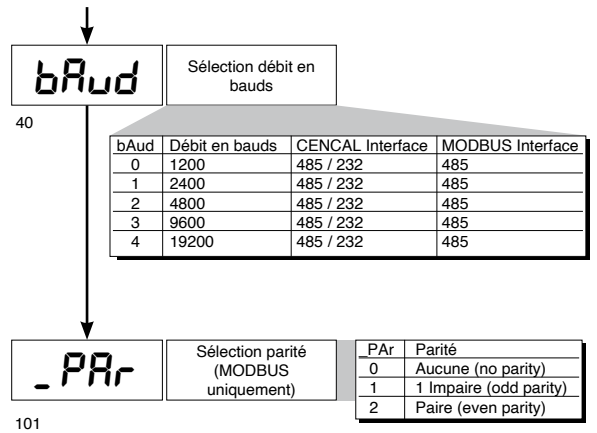 bAud
Sélection débit en
bauds
40
bAud Débit en bauds CENCAL Interface MODBUS Interface
0 1200 485 / 232 485
1 2400 485 / 232 485
2 4800 485 / 232 485
3 9600 485 / 232 485
4 19200 485 / 232 485
_PAr
Sélection parité
(MODBUS
uniquement)
_PAr Parité
0 Aucune (no parity)
1 1 Impaire (odd parity)
2 Paire (even parity)
101